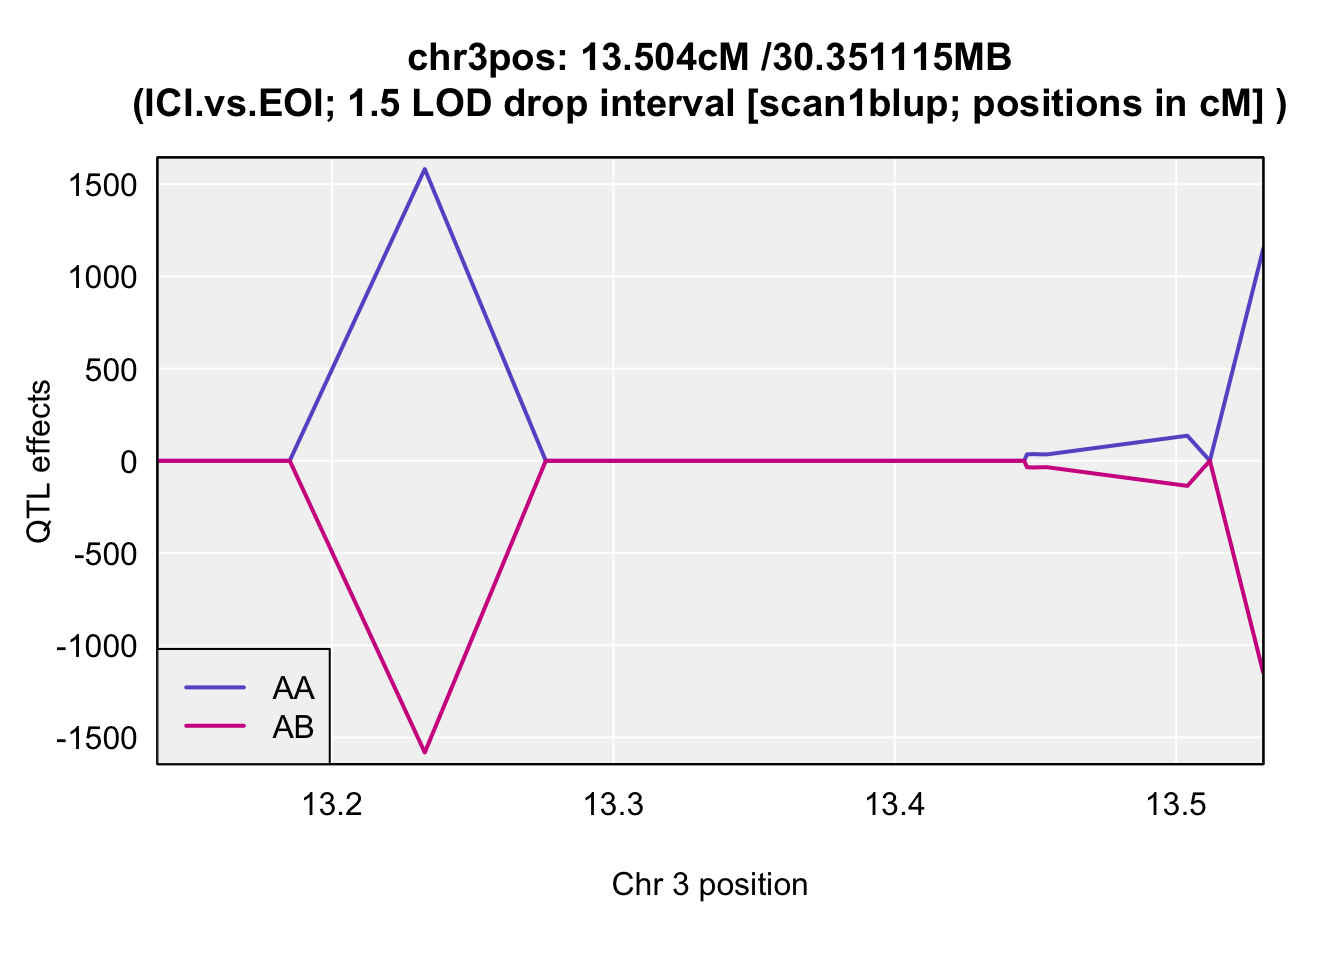 chr3pos: 13.504cM /30.351115MB
(ICI.vs.EOI; 1.5 LOD drop interval [scan1blup; positions in cM] )
QTL effects
1500
1000
500
0
-500
-1000
-1500
AA
AB
13.2 13.3 13.4 13.5
Chr 3 position